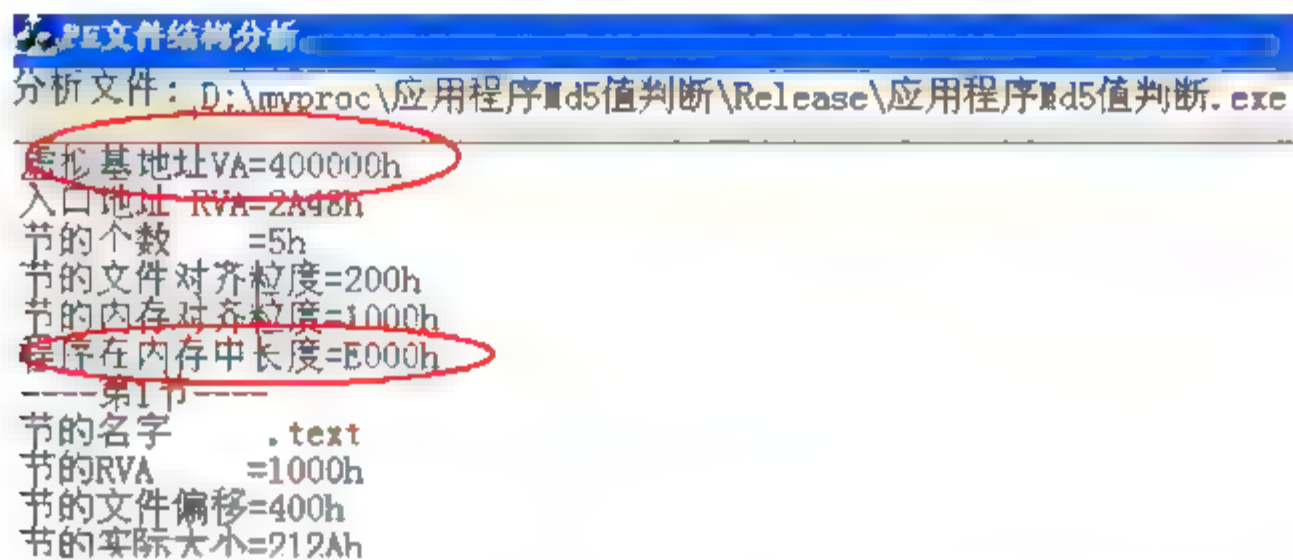 PE文件结构分析
分析文件: D:\myproc\应用程序Md5值判断\Release\应用程序Md5值判断.exe
虚拟基地址VA=400000h
入口地址 RVA=2A48h
节的个数 =5h
节的文件对齐粒度=200h
节的内存对齐粒度=1000h
程序在内存中长度=E000h
----第1节----
节的名字 .text
节的RVA =1000h
节的文件偏移=400h
节的实际大小=212Ah